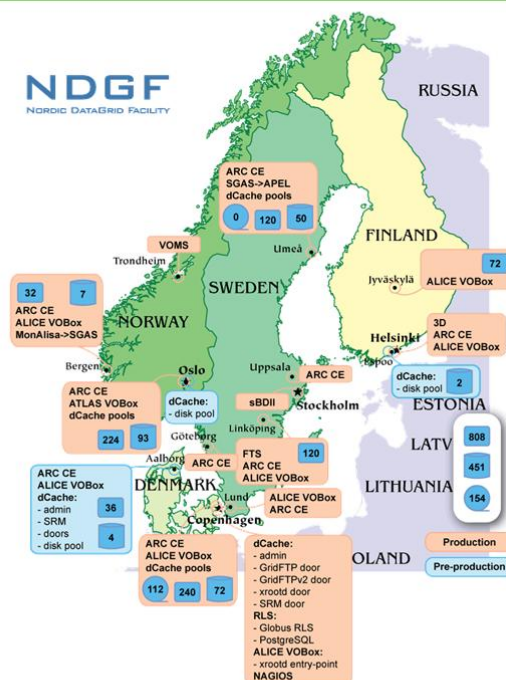 NDGF
NORDIC DATAGRID FACILITY
RUSSIA
ARC CE
SGAS->APEL
dCache pools
0
120
50
VOMS
Trondheim
Umeå
FINLAND
72
ALICE VOBox
Jyväskylä
SWEDEN
32
7
ARC CE
ALICE VOBox
MonAlisa->SGAS
NORWAY
Bergen
3D
ARC CE
ALICE VOBox
Helsinki
Espoo
dCache:
- disk pool
2
Oslo
Uppsala
ARC CE
ARC CE
ATLAS VOBox
dCache pools
224
93
dCache:
- disk pool
sBDII
Stockholm
ESTONIA
Linköping
Göteborg
808
451
154
LATV
LITHUANIA
Aalborg
ARC CE
FTS
ARC CE
ALICE VOBox
120
ARC CE
ALICE VOBox
dCache:
- admin
- SRM
- doors
- disk pool
36
4
DENMARK
Lund
ALICE VOBox
ARC CE
Copenhagen
Production
OLAND
Pre-production
ARC CE
ALICE VOBox
dCache pools
112
240
72
dCache:
- admin
- GridFTP door
- GridFTPv2 door
- xrootd door
- SRM door
RLS:
- Globus RLS
- PostgreSQL
ALICE VOBox:
- xrootd entry-point
NAGIOS